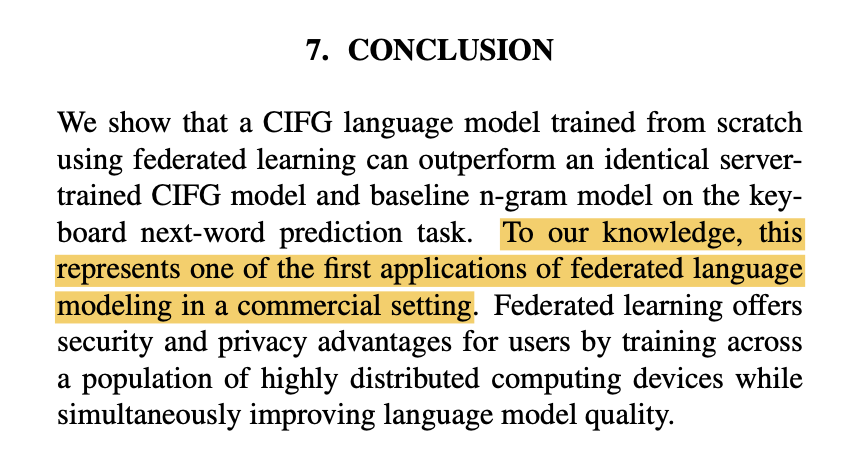 7. CONCLUSION
We show that a CIFG language model trained from scratch
using federated learning can outperform an identical server-
trained CIFG model and baseline n-gram model on the key-
board next-word prediction task. To our knowledge, this
represents one of the first applications of federated language
modeling in a commercial setting. Federated learning offers
security and privacy advantages for users by training across
a population of highly distributed computing devices while
simultaneously improving language model quality.